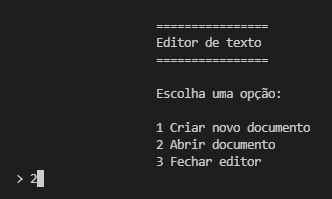 ================
Editor de texto
================
Escolha uma opção:
1 Criar novo documento
2 Abrir documento
3 Fechar editor
> 2